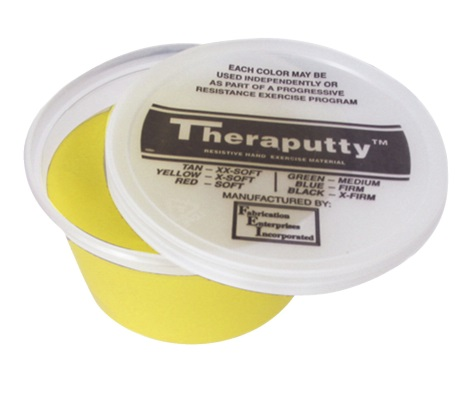 EACH COLOR MAY BE
USED INDEPENDENTLY OR
AS PART OF A PROGRESSIVE
RESISTANCE EXERCISE PROGRAM
Theraputty™
RESISTIVE HAND EXERCISE MATERIAL
TAN – XX-SOFT GREEN – MEDIUM
YELLOW – X-SOFT BLUE – FIRM
RED – SOFT BLACK – X-FIRM
MANUFACTURED BY:
Fabrication
Enterprises
Incorporated